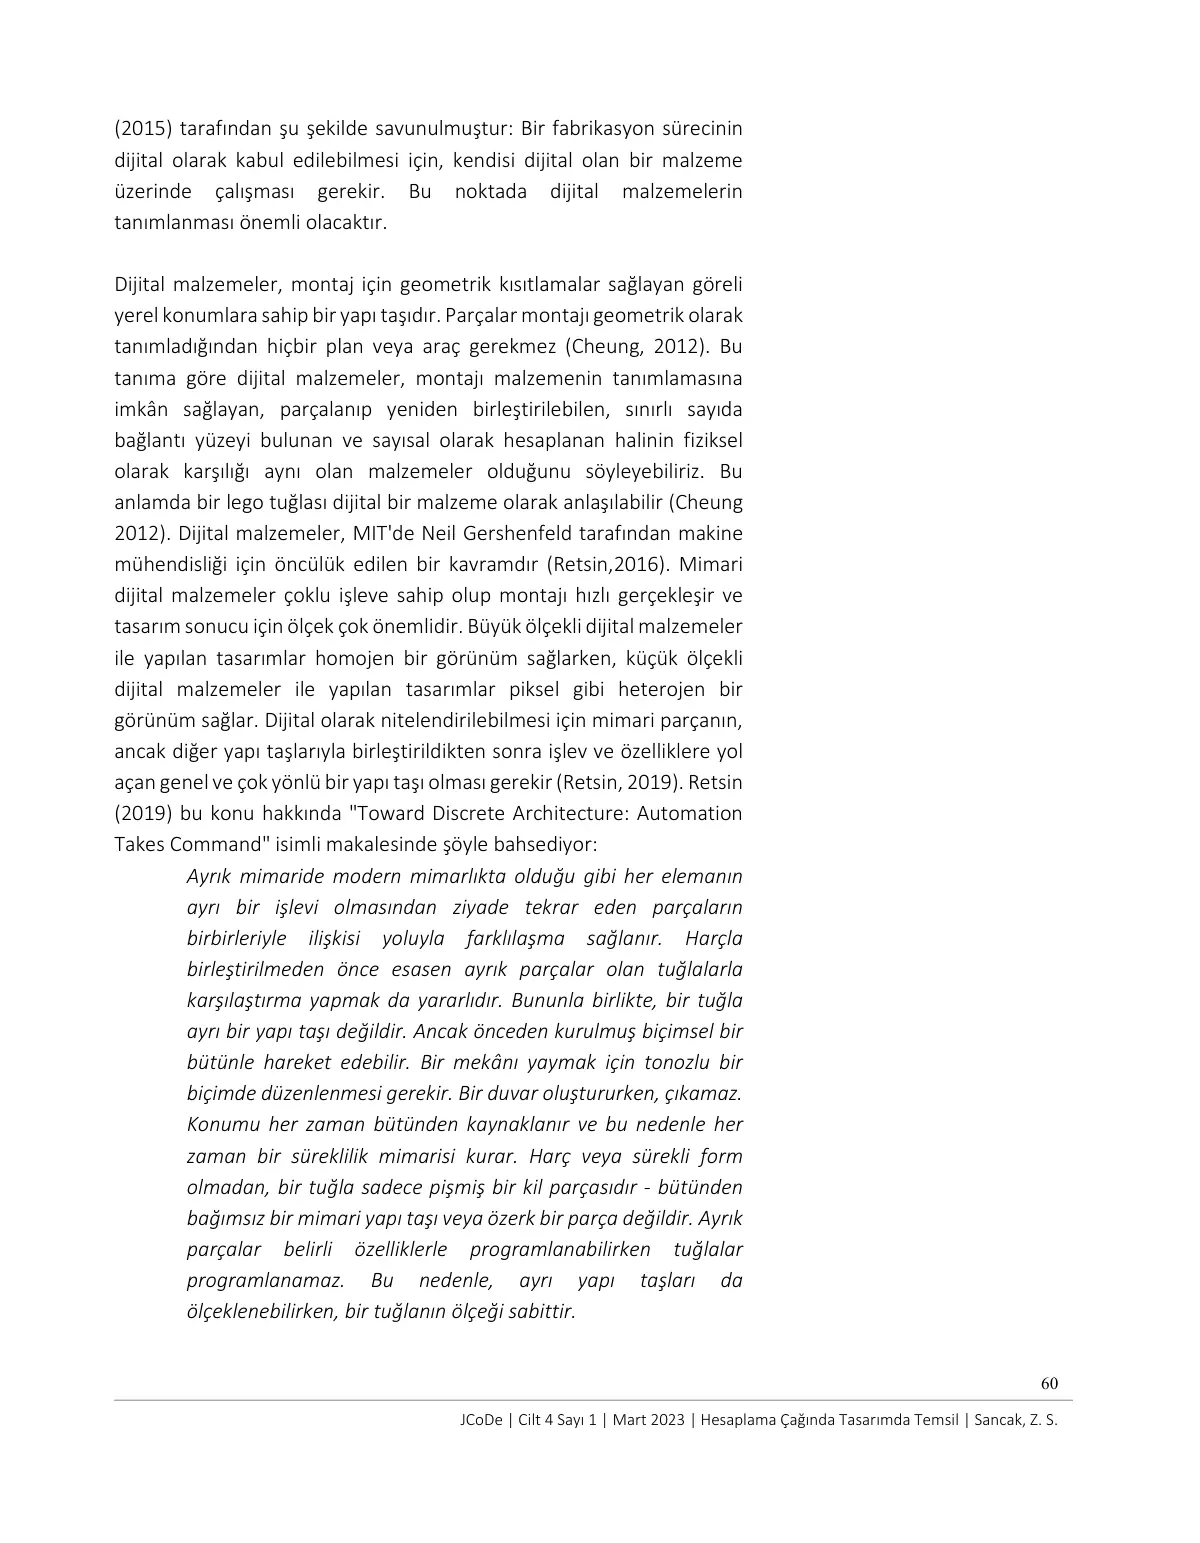 (2015) tarafından şu şekilde savunulmuştur: Bir fabrikasyon sürecinin
dijital olarak kabul edilebilmesi için, kendisi dijital olan bir malzeme
üzerinde çalışması gerekir. Bu noktada dijital malzemelerin
tanımlanması önemli olacaktır.
Dijital malzemeler, montaj için geometrik kısıtlamalar sağlayan göreli
yerel konumlara sahip bir yapı taşıdır. Parçalar montajı geometrik olarak
tanımladığından hiçbir plan veya araç gerekmez (Cheung, 2012). Bu
tanıma göre dijital malzemeler, montajı malzemenin tanımlamasına
imkân sağlayan, parçalanıp yeniden birleştirilebilen, sınırlı sayıda
bağlantı yüzeyi bulunan ve sayısal olarak hesaplanan halinin fiziksel
olarak karşılığı aynı olan malzemeler olduğunu söyleyebiliriz. Bu
anlamda bir lego tuğlası dijital bir malzeme olarak anlaşılabilir (Cheung
2012). Dijital malzemeler, MIT'de Neil Gershenfeld tarafından makine
mühendisliği için öncülük edilen bir kavramdır (Retsin,2016). Mimari
dijital malzemeler çoklu işleve sahip olup montajı hızlı gerçekleşir ve
tasarım sonucu için ölçek çok önemlidir. Büyük ölçekli dijital malzemeler
ile yapılan tasarımlar homojen bir görünüm sağlarken, küçük ölçekli
dijital malzemeler ile yapılan tasarımlar piksel gibi heterojen bir
görünüm sağlar. Dijital olarak nitelendirilebilmesi için mimari parçanın,
ancak diğer yapı taşlarıyla birleştirildikten sonra işlev ve özelliklere yol
açan genel ve çok yönlü bir yapı taşı olması gerekir (Retsin, 2019). Retsin
(2019) bu konu hakkında "Toward Discrete Architecture: Automation
Takes Command" isimli makalesinde şöyle bahsediyor:
Ayrık mimaride modern mimarlıkta olduğu gibi her elemanın
ayrı bir işlevi olmasından ziyade tekrar eden parçaların
birbirleriyle ilişkisi yoluyla farklılaşma sağlanır. Harçla
birleştirilmeden önce esasen ayrık parçalar olan tuğlalarla
karşılaştırma yapmak da yararlıdır. Bununla birlikte, bir tuğla
ayrı bir yapı taşı değildir. Ancak önceden kurulmuş biçimsel bir
bütünle hareket edebilir. Bir mekânı yaymak için tonozlu bir
biçimde düzenlenmesi gerekir. Bir duvar oluştururken, çıkamaz.
Konumu her zaman bütünden kaynaklanır ve bu nedenle her
zaman bir süreklilik mimarisi kurar. Harç veya sürekli form
olmadan, bir tuğla sadece pişmiş bir kil parçasıdır - bütünden
bağımsız bir mimari yapı taşı veya özerk bir parça değildir. Ayrık
parçalar belirli özelliklerle programlanabilirken tuğlalar
programlanamaz. Bu nedenle, ayrı yapı taşları da
ölçeklenebilirken, bir tuğlanın ölçeği sabittir.
60
JCoDe | Cilt 4 Sayı 1 | Mart 2023 | Hesaplama Çağında Tasarımda Temsil | Sancak, Z. S.